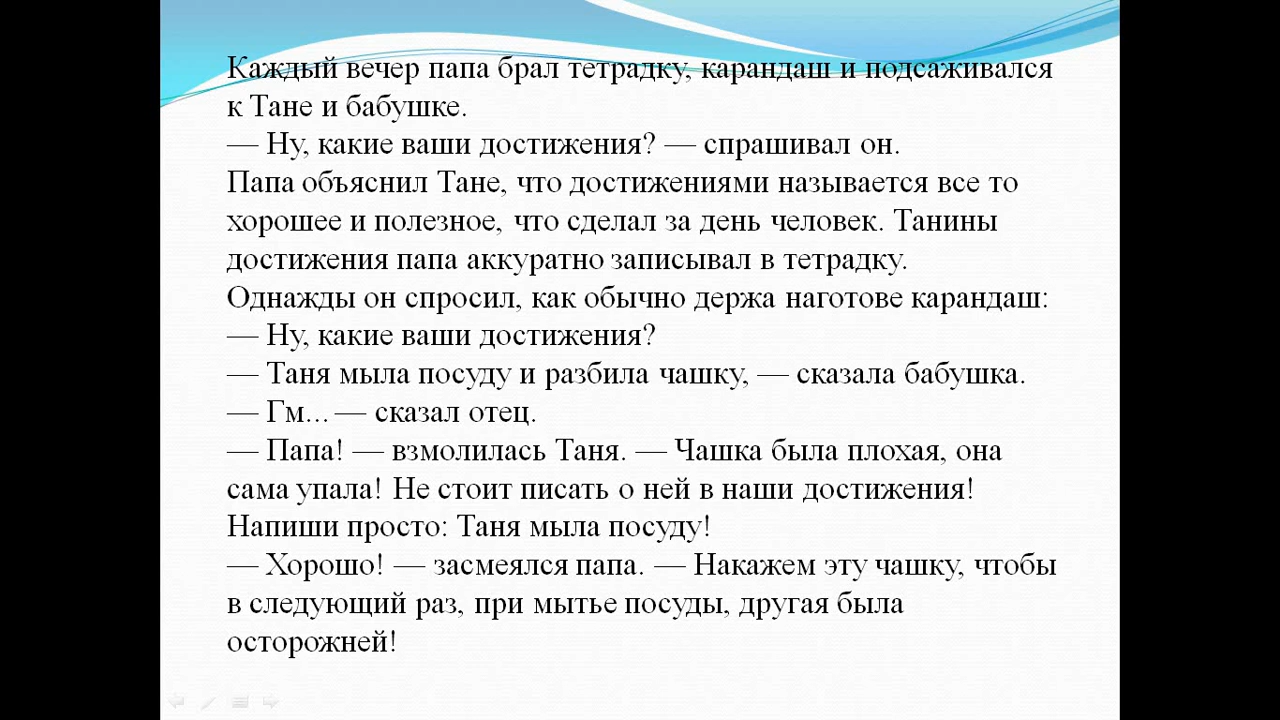 Каждый вечер папа брал тетрадку, карандаш и подсаживался
к Тане и бабушке.
— Ну, какие ваши достижения? — спрашивал он.
Папа объяснил Тане, что достижениями называется все то
хорошее и полезное, что сделал за день человек. Танины
достижения папа аккуратно записывал в тетрадку.
Однажды он спросил, как обычно держа наготове карандаш:
— Ну, какие ваши достижения?
— Таня мыла посуду и разбила чашку, — сказала бабушка.
— Гм... — сказал отец.
— Папа! — взмолилась Таня. — Чашка была плохая, она
сама упала! Не стоит писать о ней в наши достижения!
Напиши просто: Таня мыла посуду!
— Хорошо! — засмеялся папа. — Накажем эту чашку, чтобы
в следующий раз, при мытье посуды, другая была
осторожней!